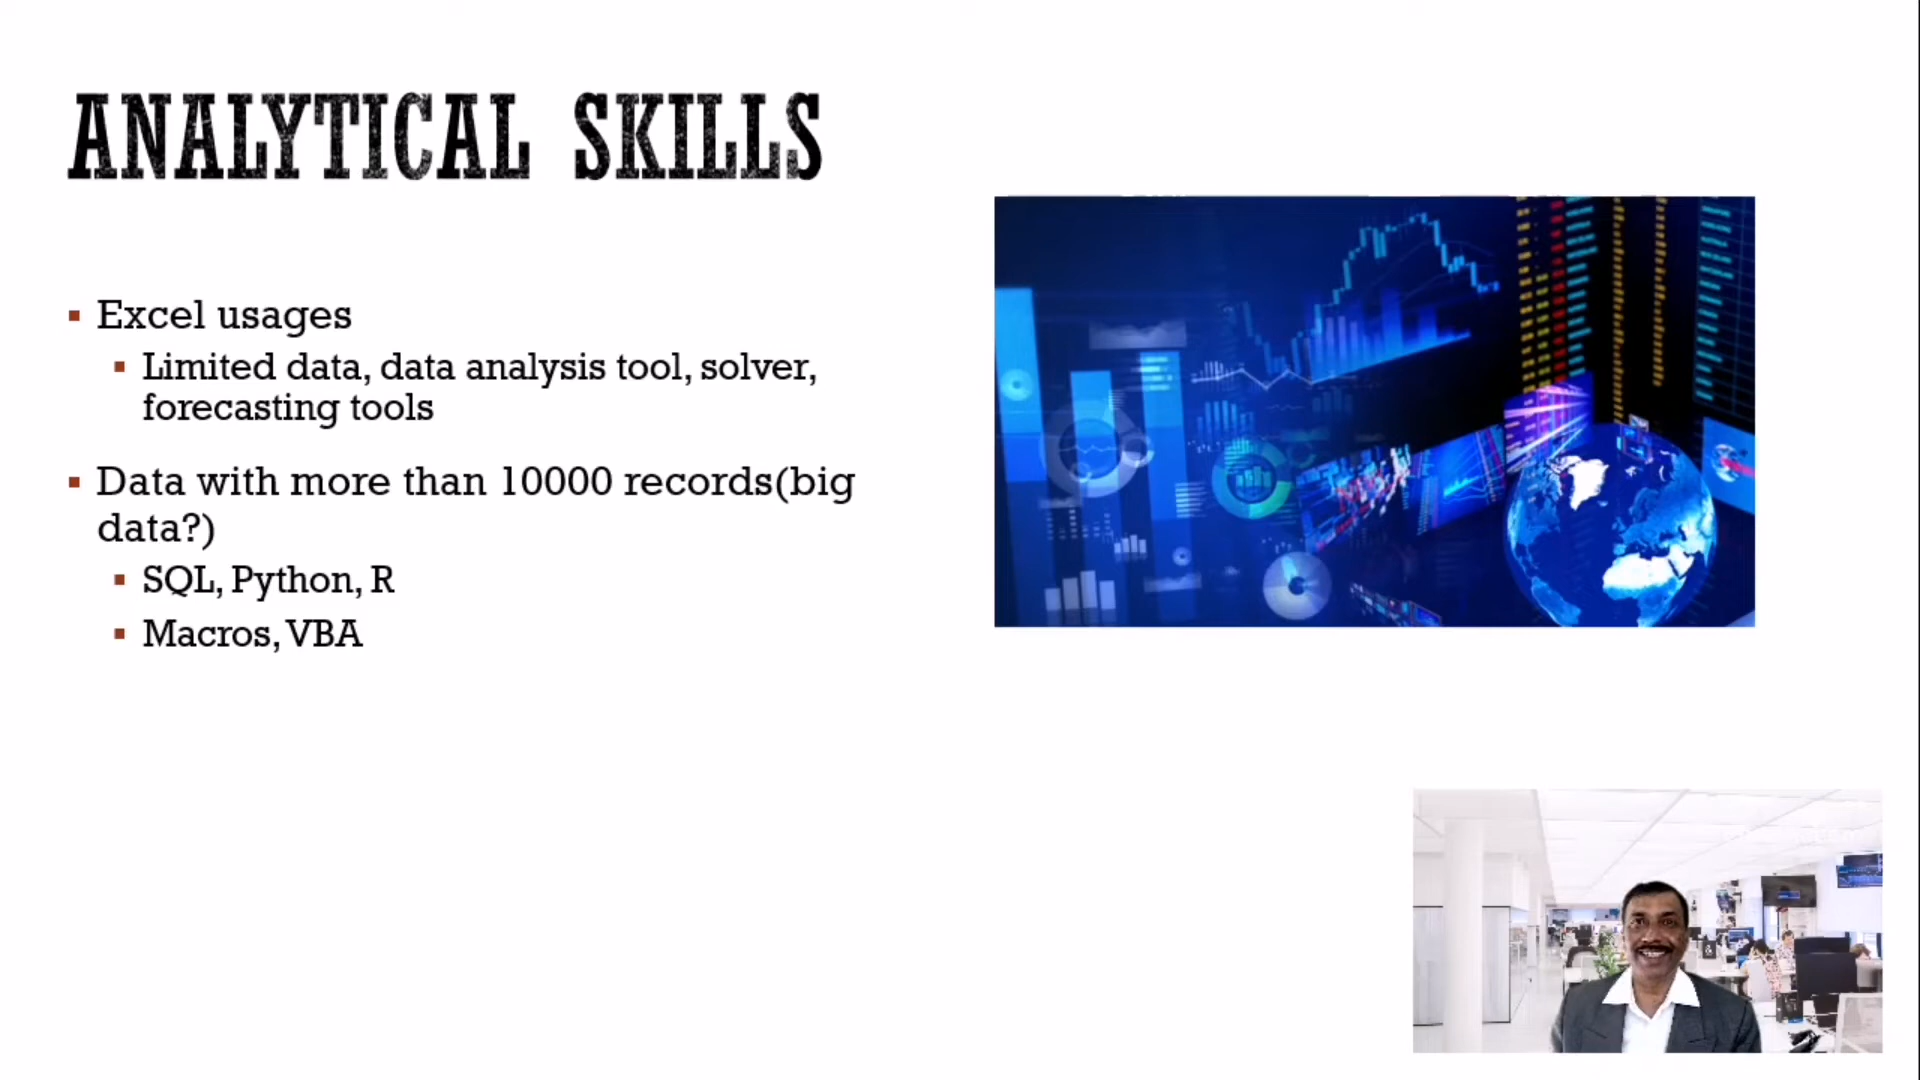 ANALYTICAL SKILLS
Excel usages
Limited data, data analysis tool, solver,
forecasting tools
Data with more than 10000 records(big
data?)
SQL, Python, R
Macros, VBA